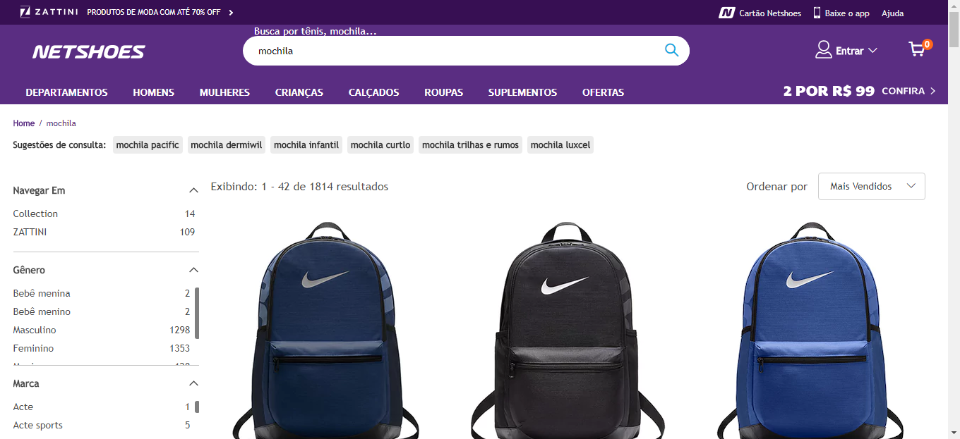 ZATTINI PRODUTOS DE MODA COM ATÉ 70% OFF
Cartão Netshoes Baixe o app Ajuda
NETSHOES
Busca por tênis, mochila...
mochila
Entrar
0
DEPARTAMENTOS HOMENS MULHERES CRIANÇAS CALÇADOS ROUPAS SUPLEMENTOS OFERTAS
2 POR R$ 99 CONFIRA
Home / mochila
Sugestões de consulta: mochila pacific mochila dermiwil mochila infantil mochila curtlo mochila trilhas e rumos mochila luxcel
Navegar Em
Collection 14
ZATTINI 109
Gênero
Bebê menina 2
Bebê menino 2
Masculino 1298
Feminino 1353
Marca
Acte 1
Acte sports 5
Exibindo: 1 - 42 de 1814 resultados
Ordenar por Mais Vendidos